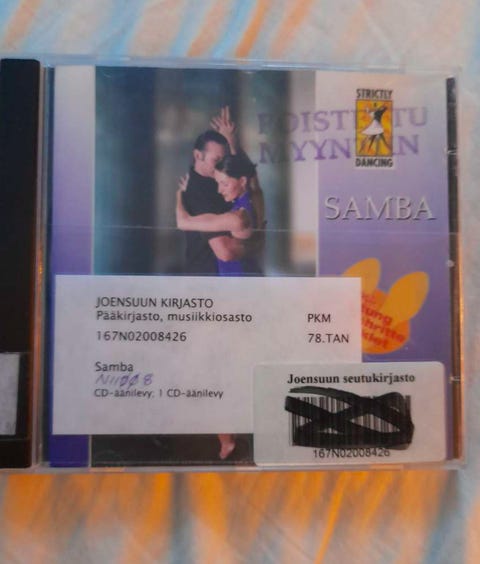 STRICTLY
DANCING
POISTETTU
MYYNTIIN
SAMBA
JOENSUUN KIRJASTO
Pääkirjasto, musiikkiosasto
PKM
167N02008426
78.TAN
Samba
CD-äänilevy; 1 CD-äänilevy
Joensuun seutukirjasto
167N02008426